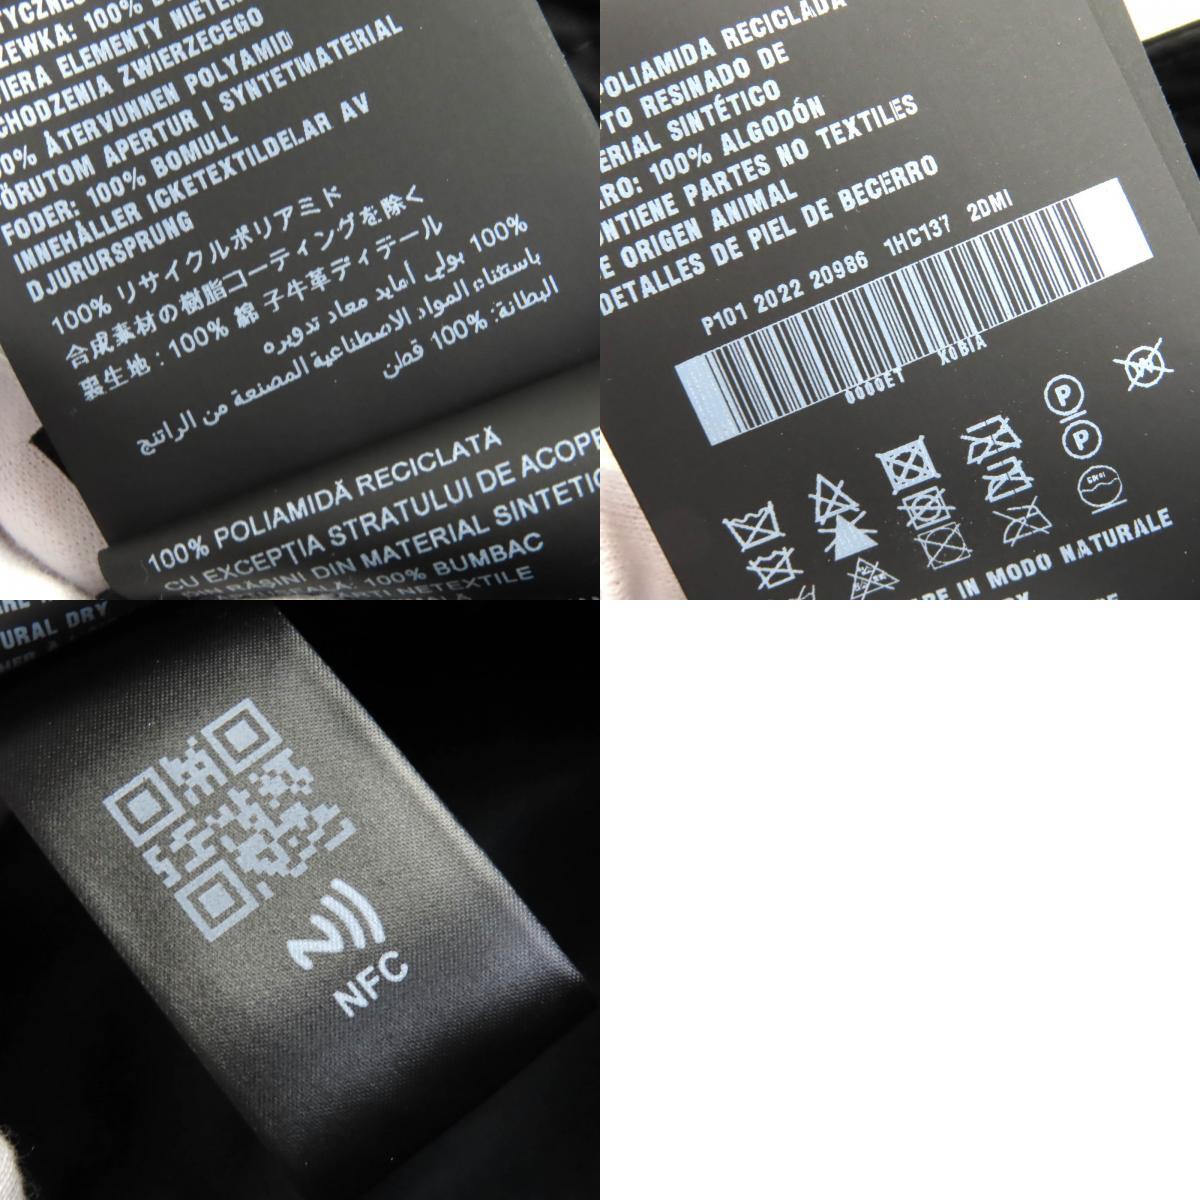 ZEWKA: 100%
IERA ELEMENTY
CHODZENIA ZWIERZĘCEGO
ÅTERVUNNEN POLYAMID
ÖRUTOM APERTUR I SYNTETMATERIAL
FODER: 100% BOMULL
INNEHÅLLER ICKETEXTILDELAR AV
DJURURSPRUNG
100% リサイクルポリアミド
合成素材の樹脂コーティングを除く
裏生地：100% 綿 子牛革ディテール
100% بولي أمايد معاد تدويره
باستثناء المواد الاصطناعية المصنعة من الراتنج
البطانة: 100% قطن
100% POLIAMIDĂ RECICLATĂ
CU EXCEPȚIA STRATULUI DE ACOPE
DIN RĂȘINI DIN MATERIAL SINTETIC
100% BUMBAC
NETEXTILE
POLIAMIDA RECICLADA
TO RESINADO DE
ERIAL SINTÉTICO
RO: 100% ALGODÓN
NTIENE PARTES NO TEXTILES
E ORIGEN ANIMAL
DETALLES DE PIEL DE BECERRO
P101 2022 20986 1HC137 2DMI
0000ET X0BIA
P
P
W
RE IN MODO NATURALE
URAL DRY
NFC